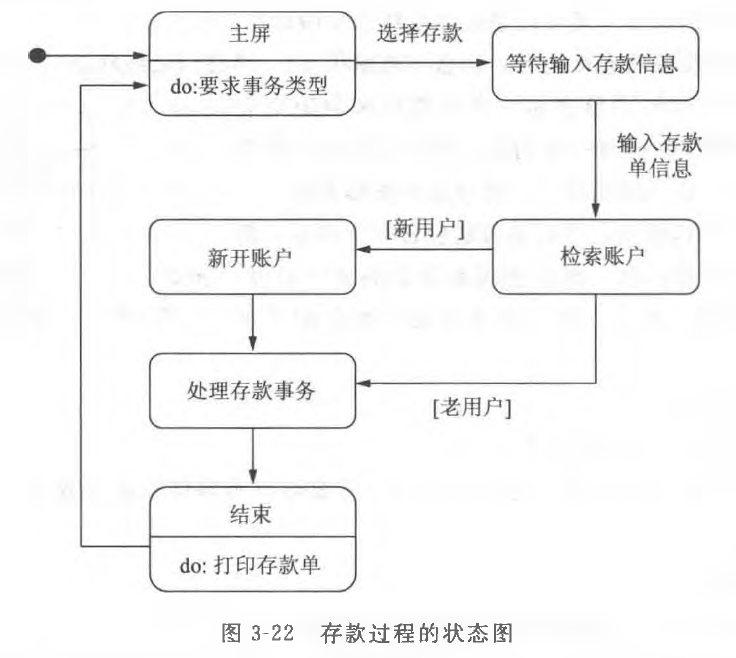 主屏
do:要求事务类型
选择存款
等待输入存款信息
输入存款
单信息
[新用户]
新开账户
检索账户
处理存款事务
[老用户]
结束
do: 打印存款单
图 3-22 存款过程的状态图